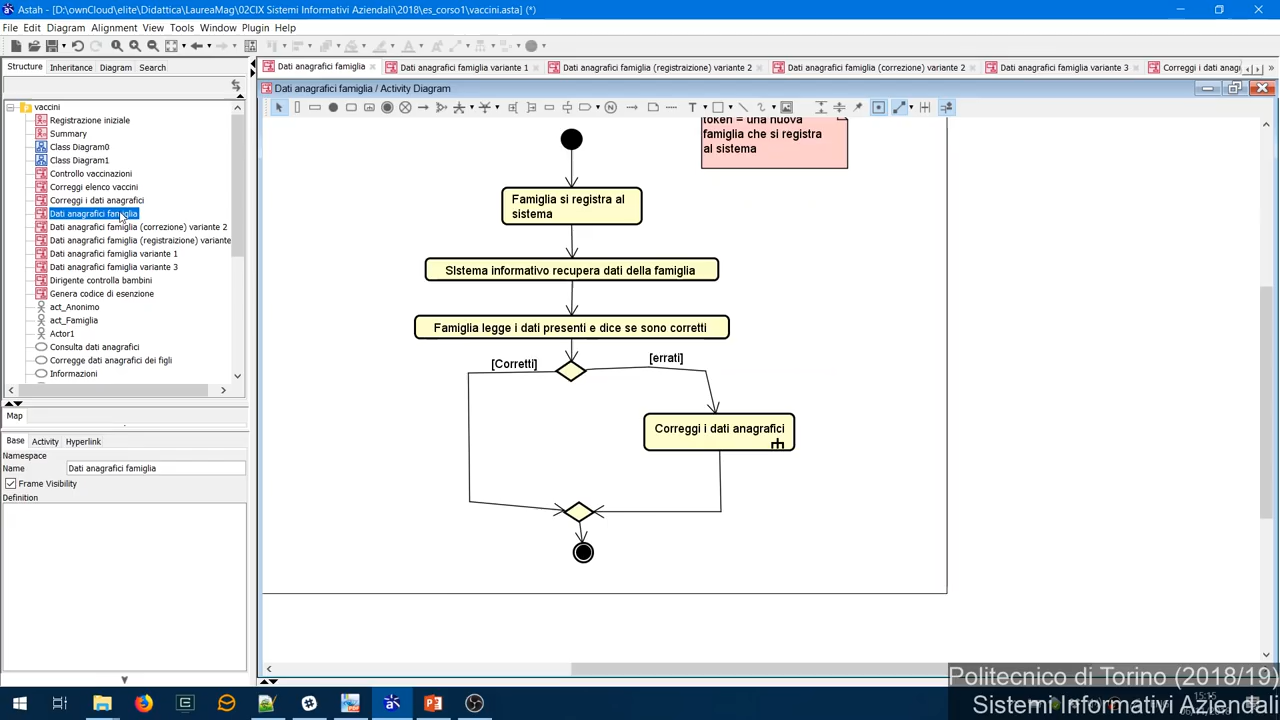 Astah - [D:\ownCloud\elite\Didattica\LaureaMag\02CIX Sistemi Informativi Aziendali\2018\es_corso1\vaccini.asta] (*)
File Edit Diagram Alignment View Tools Window Plugin Help
Structure Inheritance Diagram Search
Dati anagrafici famiglia
Dati anagrafici famiglia variante 1
Dati anagrafici famiglia (registrazione) variante 2
Dati anagrafici famiglia (correzione) variante 2
Dati anagrafici famiglia variante 3
Correggi i dati anag
Dati anagrafici famiglia / Activity Diagram
vaccini
Registrazione iniziale
Summary
Class Diagram0
Class Diagram1
Controllo vaccinazioni
Correggi elenco vaccini
Correggi i dati anagrafici
Dati anagrafici famiglia
Dati anagrafici famiglia (correzione) variante 2
Dati anagrafici famiglia (registraizione) variante
Dati anagrafici famiglia variante 1
Dati anagrafici famiglia variante 3
Dirigente controlla bambini
Genera codice di esenzione
act_Anonimo
act_Famiglia
Actor1
Consulta dati anagrafici
Corregge dati anagrafici dei figli
Informazioni
Map
Base Activity Hyperlink
Namespace
Name Dati anagrafici famiglia
Frame Visibility
Definition
token = una nuova
famiglia che si registra
al sistema
Famiglia si registra al
sistema
SIstema informativo recupera dati della famiglia
Famiglia legge i dati presenti e dice se sono corretti
[Corretti]
[errati]
Correggi i dati anagrafici
Politecnico di Torino (2018/19)
15:15
Sistemi Informativi Aziendali